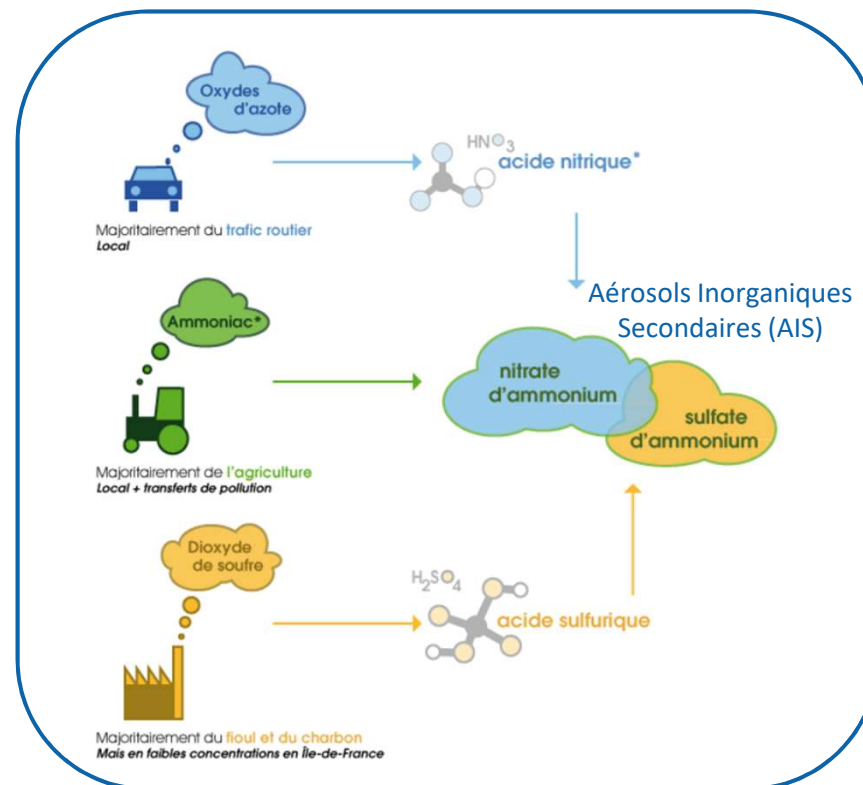 Oxydes
d'azote
HNO₃
acide nitrique*
Majoritairement du trafic routier
Local
Aérosols Inorganiques
Secondaires (AIS)
Ammoniac*
nitrate
d'ammonium
sulfate
d'ammonium
Majoritairement de l'agriculture
Local + transferts de pollution
Dioxyde
de soufre
H₂SO₄
acide sulfurique
Majoritairement du fioul et du charbon
Mais en faibles concentrations en Île-de-France